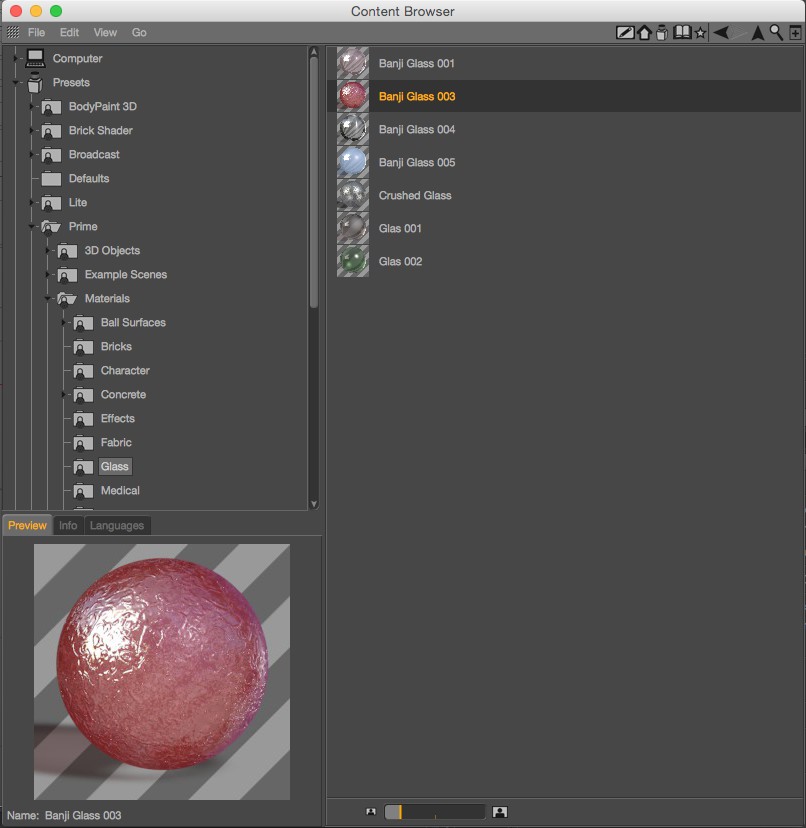 Content Browser
File Edit View Go
Computer
Presets
BodyPaint 3D
Brick Shader
Broadcast
Defaults
Lite
Prime
3D Objects
Example Scenes
Materials
Ball Surfaces
Bricks
Character
Concrete
Effects
Fabric
Glass
Medical
Preview Info Languages
Name: Banji Glass 003
Banji Glass 001
Banji Glass 003
Banji Glass 004
Banji Glass 005
Crushed Glass
Glas 001
Glas 002